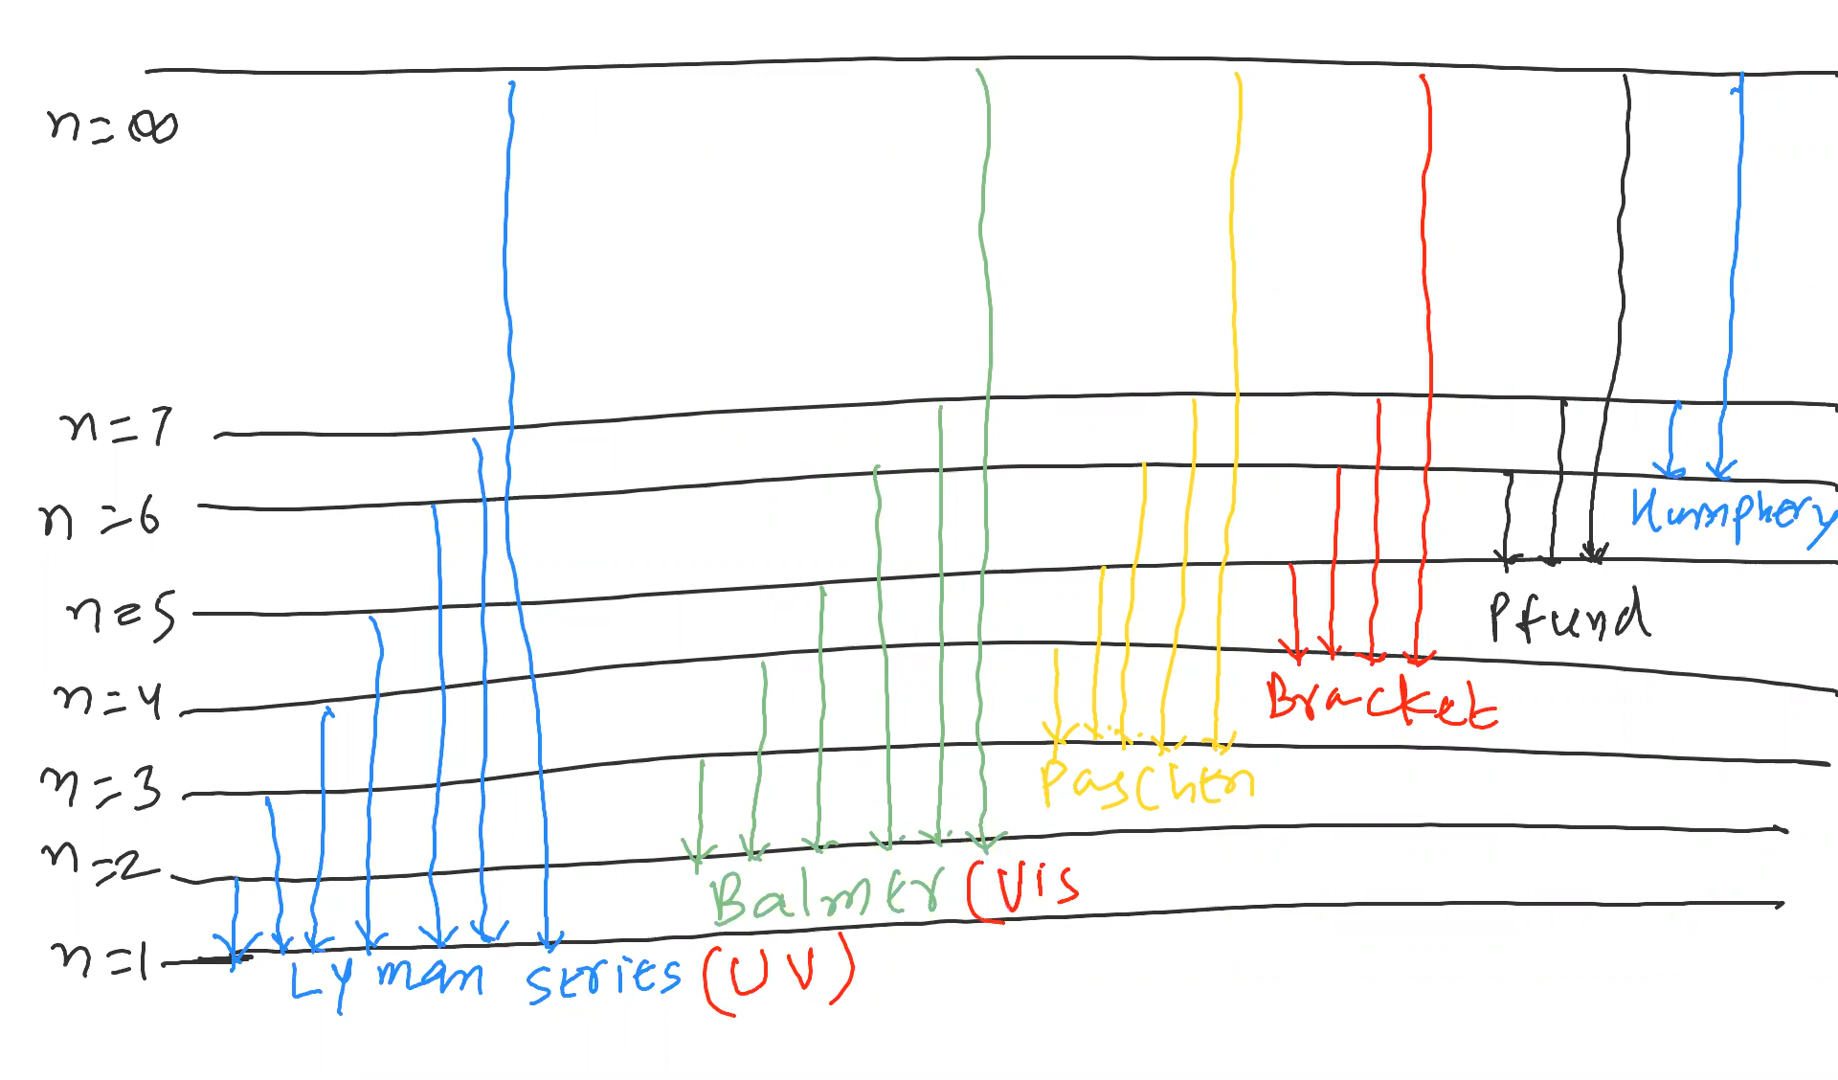 n=∞
n=7
n=6
Humphery
n=5
Pfund
n=4
Bracket
n=3
Paschen
n=2
Balmer (Vis
n=1
Lyman series (UV)